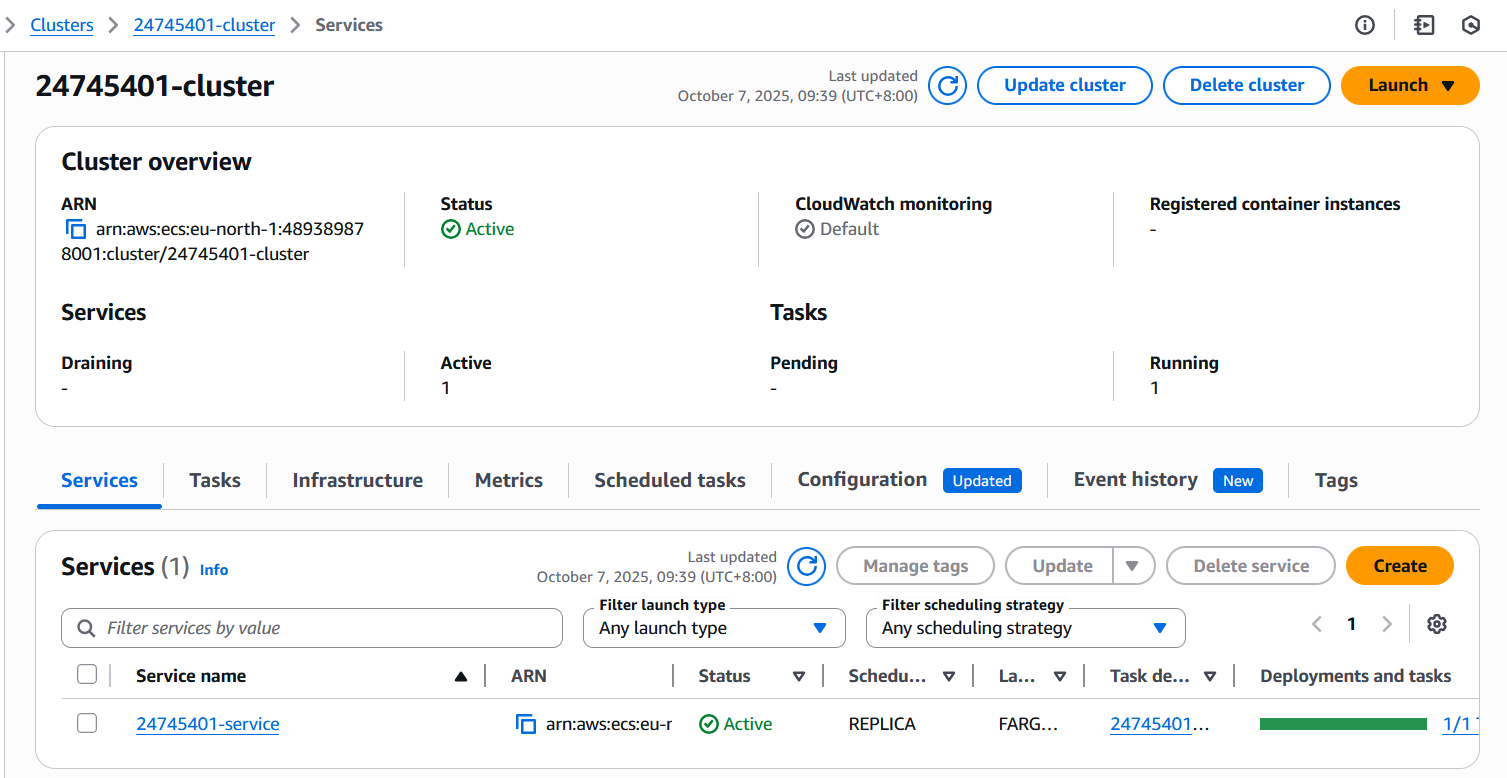 Clusters 24745401-cluster Services
24745401-cluster
Last updated
October 7, 2025, 09:39 (UTC+8:00)
Update cluster
Delete cluster
Launch
Cluster overview
ARN
arn:aws:ecs:eu-north-1:48938987
8001:cluster/24745401-cluster
Status
Active
CloudWatch monitoring
Default
Registered container instances
-
Services
Tasks
Draining
-
Active
1
Pending
-
Running
1
Services Tasks Infrastructure Metrics Scheduled tasks Configuration Updated Event history New Tags
Services (1) Info
Last updated
October 7, 2025, 09:39 (UTC+8:00)
Manage tags
Update
Delete service
Create
Filter services by value
Filter launch type
Any launch type
Filter scheduling strategy
Any scheduling strategy
1
Service name ARN Status Schedu... La... Task de... Deployments and tasks
24745401-service arn:aws:ecs:eu-r Active REPLICA FARG... 24745401... 1/1